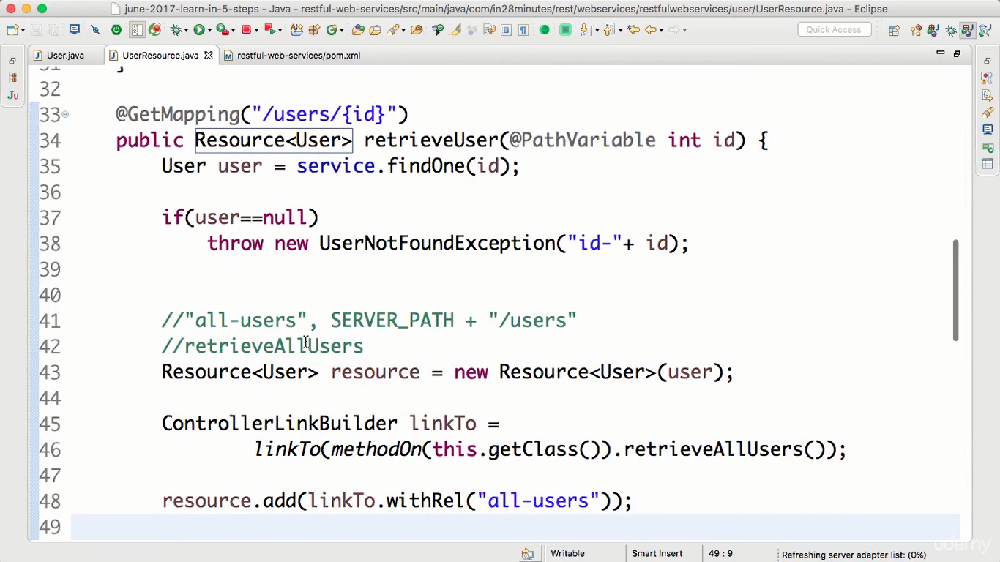 june-2017-learn-in-5-steps - Java - restful-web-services/src/main/java/com/in28minutes/rest/webservices/restfulwebservices/user/UserResource.java - Eclipse
Quick Access
User.java
UserResource.java
restful-web-services/pom.xml
31 }
32
33 @GetMapping("/users/{id}")
34 public Resource<User> retrieveUser(@PathVariable int id) {
35 User user = service.findOne(id);
36
37 if(user==null)
38 throw new UserNotFoundException("id-"+ id);
39
40
41 //"all-users", SERVER_PATH + "/users"
42 //retrieveAllUsers
43 Resource<User> resource = new Resource<User>(user);
44
45 ControllerLinkBuilder linkTo =
46 linkTo(methodOn(this.getClass()).retrieveAllUsers());
47
48 resource.add(linkTo.withRel("all-users"));
49
udemy
Writable
Smart Insert
49 : 9
Refreshing server adapter list: (0%)